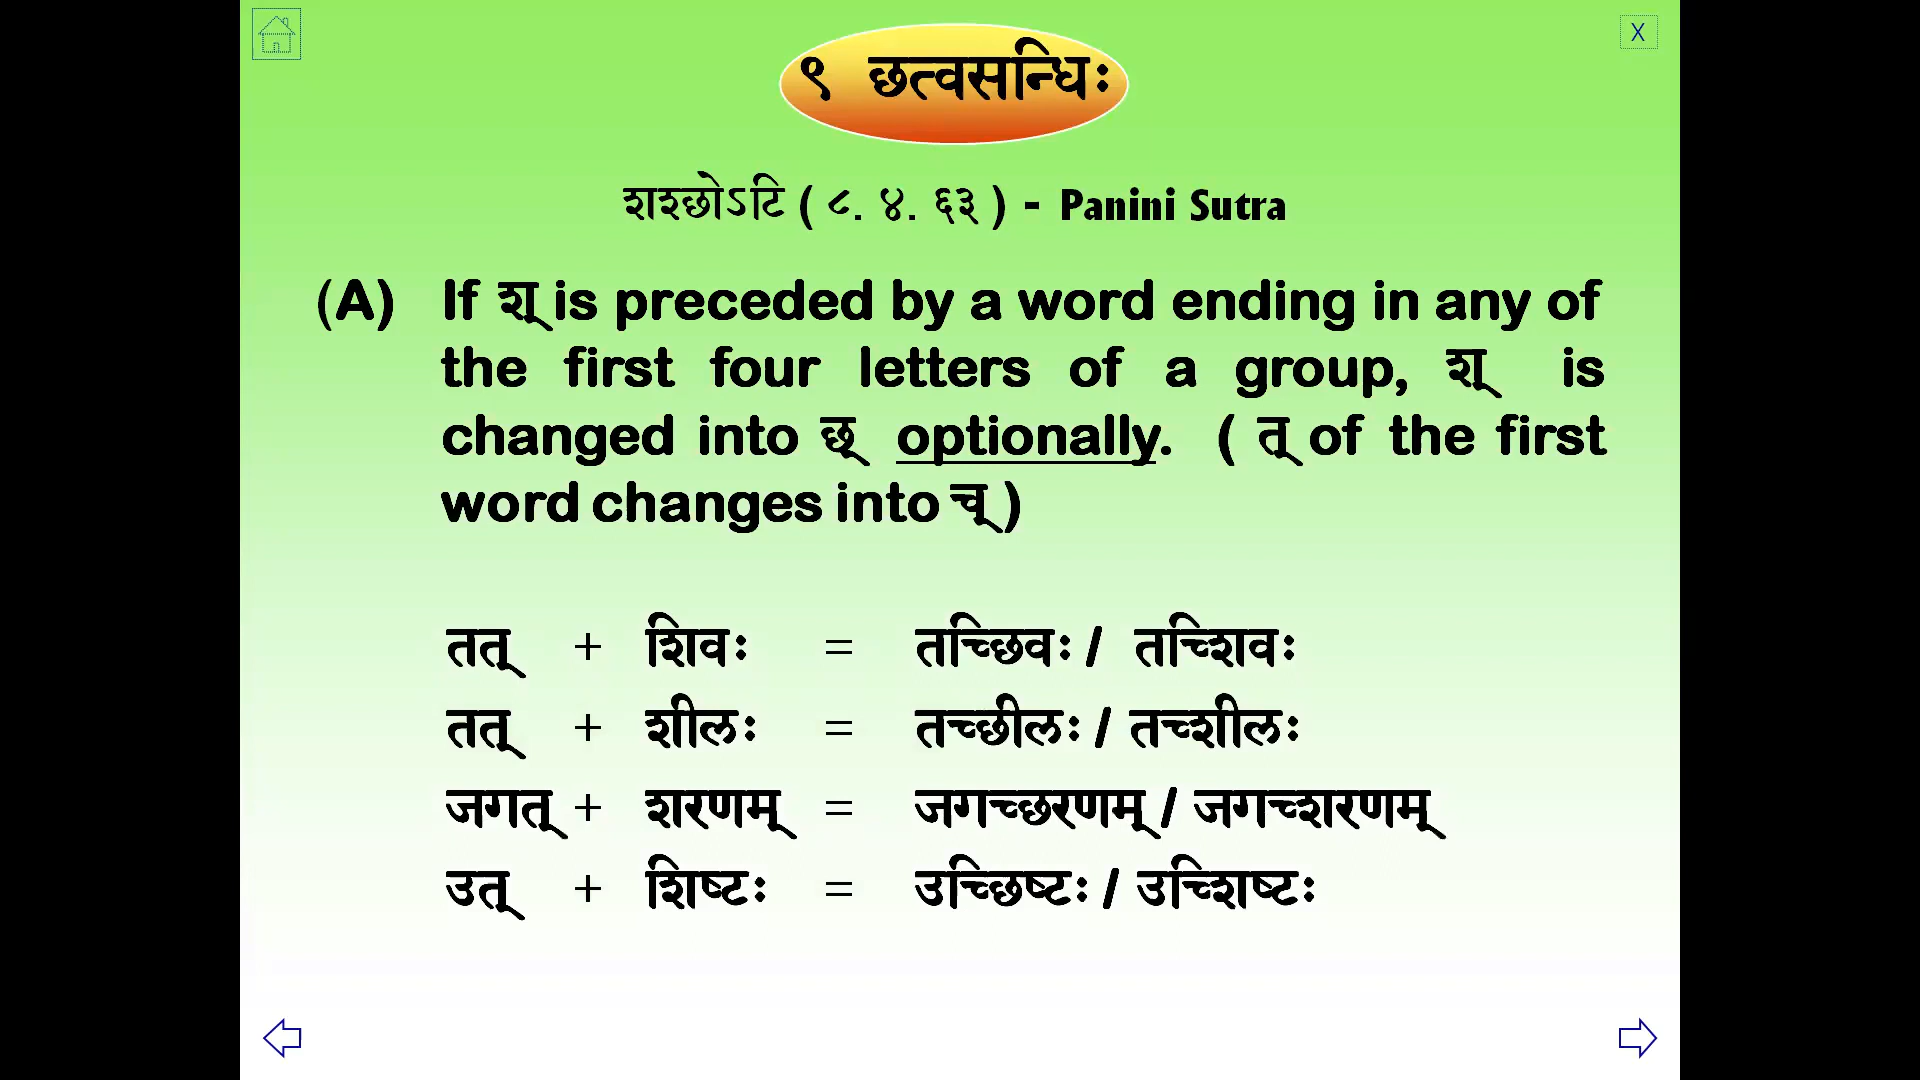 X
९ छत्वसन्धिः
शश्छोऽटि ( ८. ४. ६३ ) - Panini Sutra
(A) If श् is preceded by a word ending in any of
the first four letters of a group, श् is
changed into छ् optionally. ( त् of the first
word changes into च् )
तत् + शिवः = तच्छिवः / तच्शिवः
तत् + शीलः = तच्छीलः / तच्शीलः
जगत् + शरणम् = जगच्छरणम् / जगच्शरणम्
उत् + शिष्टः = उच्छिष्टः / उच्शिष्टः